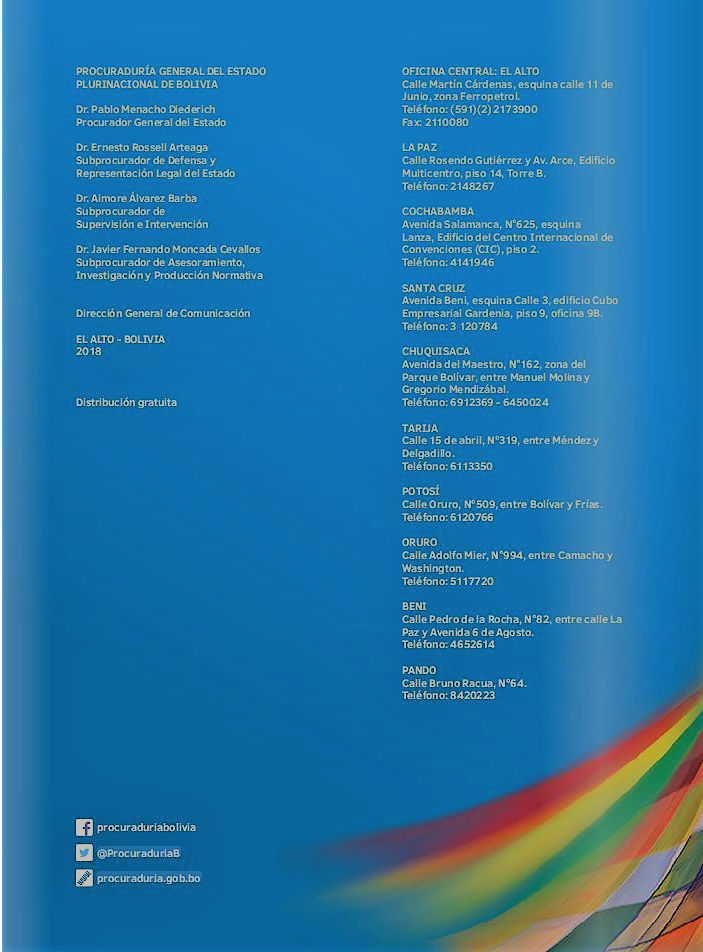 PROCURADURÍA GENERAL DEL ESTADO
PLURINACIONAL DE BOLIVIA
Dr. Pablo Menacho Diederich
Procurador General del Estado
Dr. Ernesto Rossell Arteaga
Subprocurador de Defensa y
Representación Legal del Estado
Dr. Aimore Álvarez Barba
Subprocurador de
Supervisión e Intervención
Dr. Javier Fernando Moncada Cevallos
Subprocurador de Asesoramiento,
Investigación y Producción Normativa
Dirección General de Comunicación
EL ALTO - BOLIVIA
2018
Distribución gratuita
OFICINA CENTRAL: EL ALTO
Calle Martín Cárdenas, esquina calle 11 de
Junio, zona Ferropetrol.
Teléfono: (591)(2) 2173900
Fax: 2110080
LA PAZ
Calle Rosendo Gutiérrez y Av. Arce, Edificio
Multicentro, piso 14, Torre B.
Teléfono: 2148267
COCHABAMBA
Avenida Salamanca, N°625, esquina
Lanza, Edificio del Centro Internacional de
Convenciones (CIC), piso 2.
Teléfono: 4141946
SANTA CRUZ
Avenida Beni, esquina Calle 3, edificio Cubo
Empresarial Gardenia, piso 9, oficina 9B.
Teléfono: 3 120784
CHUQUISACA
Avenida del Maestro, N°162, zona del
Parque Bolívar, entre Manuel Molina y
Gregorio Mendizábal.
Teléfono: 6912369 - 6450024
TARIJA
Calle 15 de abril, N°319, entre Méndez y
Delgadillo.
Teléfono: 6113350
POTOSÍ
Calle Oruro, N°509, entre Bolívar y Frías.
Teléfono: 6120766
ORURO
Calle Adolfo Mier, N°994, entre Camacho y
Washington.
Teléfono: 5117720
BENI
Calle Pedro de la Rocha, N°82, entre calle La
Paz y Avenida 6 de Agosto.
Teléfono: 4652614
PANDO
Calle Bruno Racua, N°64.
Teléfono: 8420223
procuraduriabolivia
@ProcuraduriaB
procuraduria.gob.bo